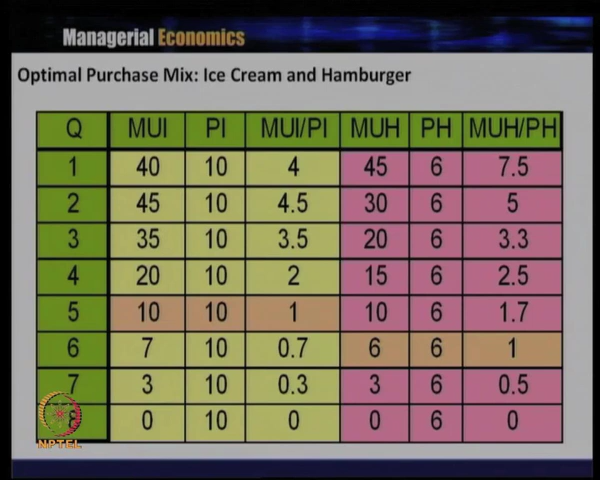 Managerial Economics
Optimal Purchase Mix: Ice Cream and Hamburger
Q MUI PI MUI/PI MUH PH MUH/PH
1 40 10 4 45 6 7.5
2 45 10 4.5 30 6 5
3 35 10 3.5 20 6 3.3
4 20 10 2 15 6 2.5
5 10 10 1 10 6 1.7
6 7 10 0.7 6 6 1
7 3 10 0.3 3 6 0.5
0 10 0 0 6 0
NPTEL